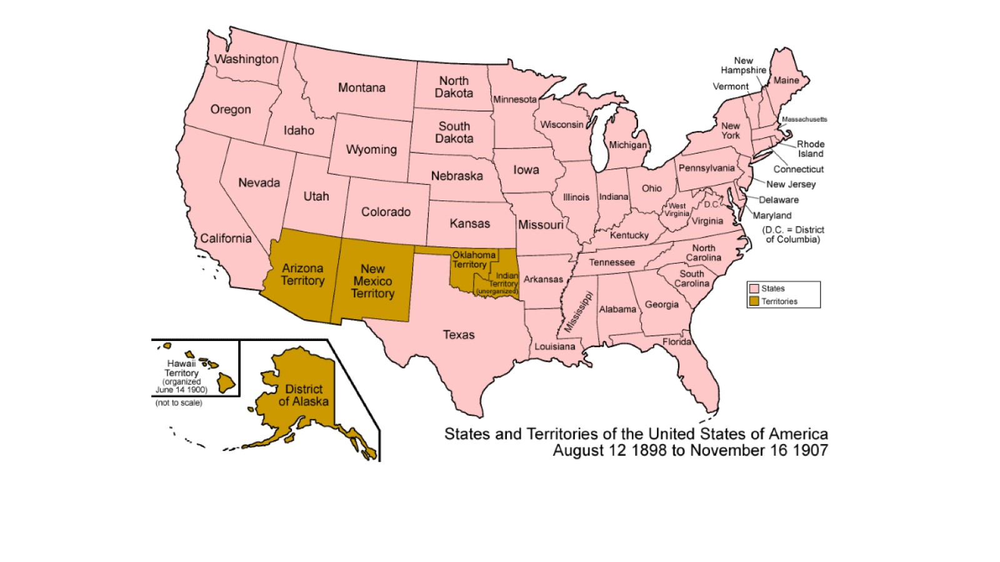 Washington
Montana
North
Dakota
Minnesota
New
Hampshire
Maine
Vermont
Oregon
Idaho
South
Dakota
Wisconsin
Michigan
New
York
Massachusetts
Rhode
Island
Wyoming
Connecticut
Nevada
Utah
Nebraska
Iowa
Illinois
Indiana
Ohio
Pennsylvania
New Jersey
Delaware
Maryland
(D.C. = District
of Columbia)
California
Colorado
Kansas
Missouri
Kentucky
West
Virginia
D.C.
Virginia
Arizona
Territory
New
Mexico
Territory
Oklahoma
Territory
Indian
Territory
(unorganized)
Arkansas
Tennessee
North
Carolina
South
Carolina
States
Territories
Texas
Louisiana
Mississippi
Alabama
Georgia
Florida
Hawaii
Territory
(organized
June 14 1900)
(not to scale)
District
of Alaska
States and Territories of the United States of America
August 12 1898 to November 16 1907